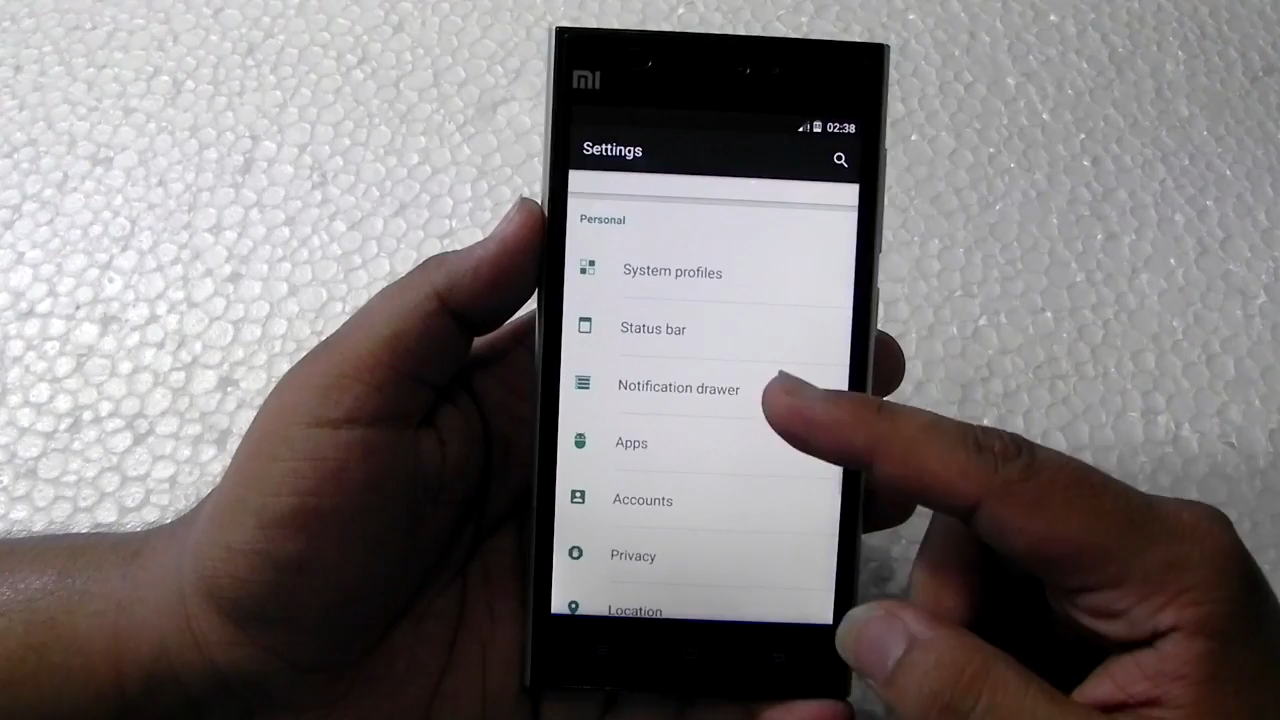 mi
02:38
Settings
Personal
System profiles
Status bar
Notification drawer
Apps
Accounts
Privacy
Location